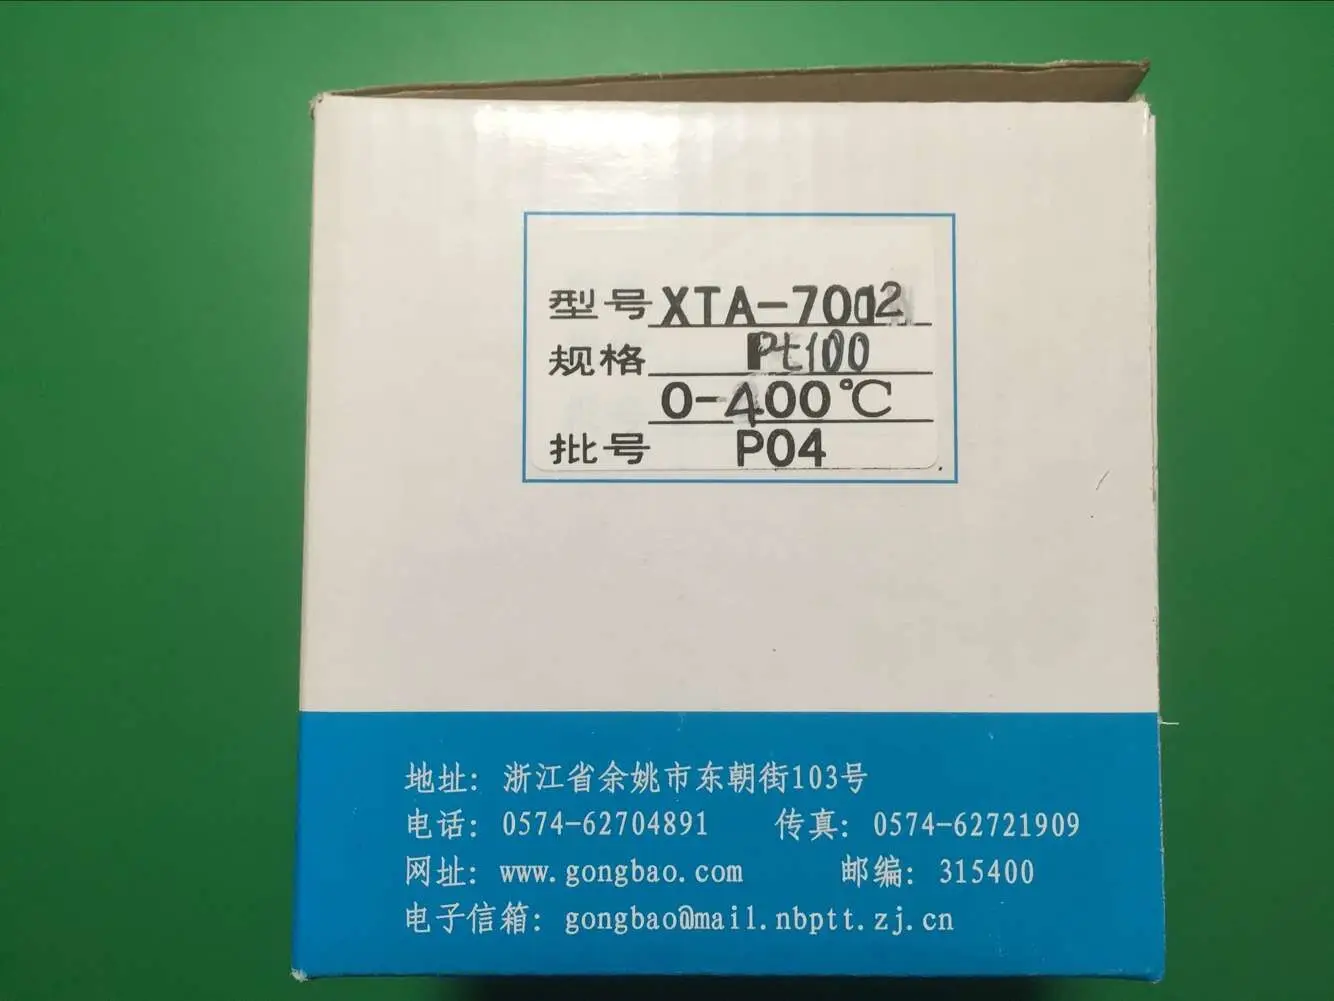 型号 XTA-7002
规格 Pt100
0-400℃
批号 P04
地址: 浙江省余姚市东朝街103号
电话: 0574-62704891 传真: 0574-62721909
网址: www.gongbao.com 邮编: 315400
电子信箱: gongbao@mail.nbptt.zj.cn